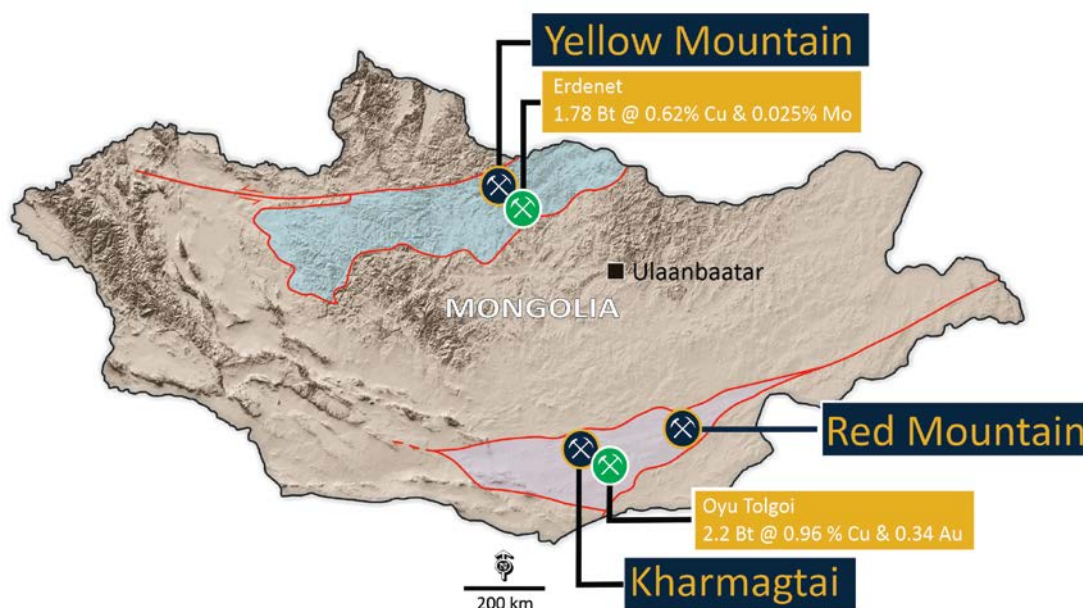 Yellow Mountain
Erdenet
1.78 Bt @ 0.62% Cu & 0.025% Mo
Ulaanbaatar
MONGOLIA
Red Mountain
Oyu Tolgoi
2.2 Bt @ 0.96 % Cu & 0.34 Au
Kharmagtai
200 km